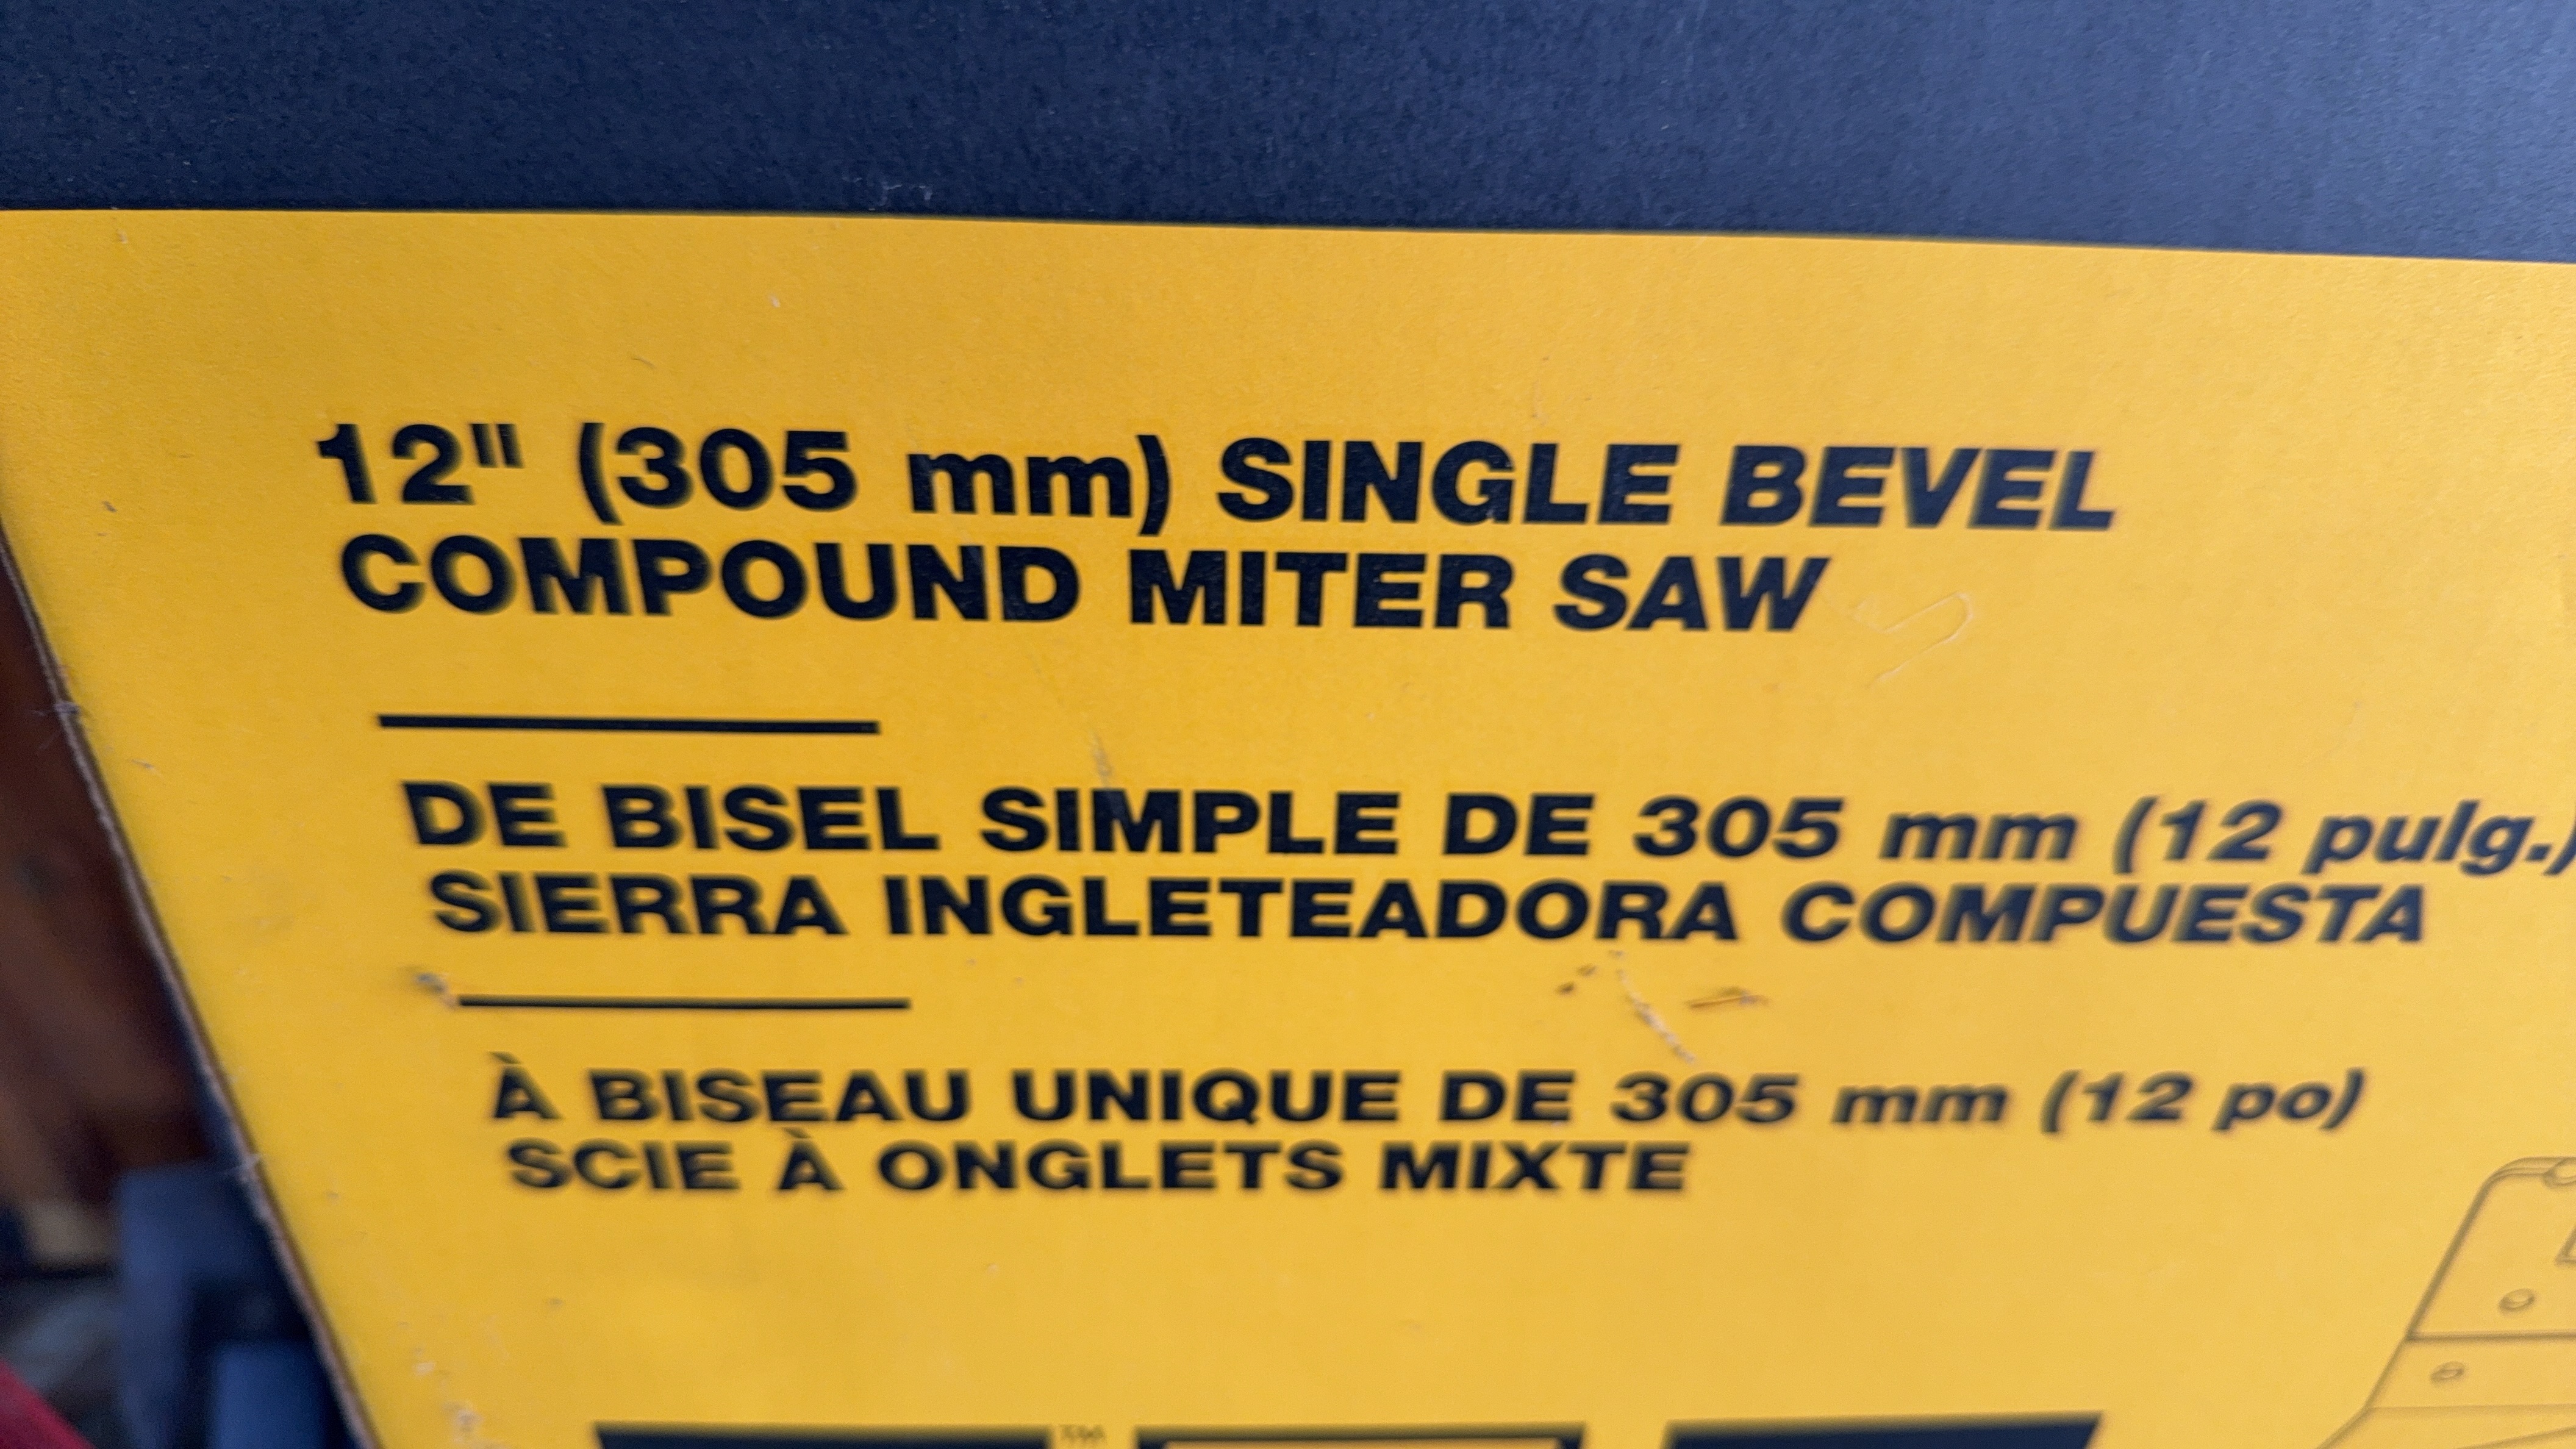 12" (305 mm) SINGLE BEVEL
COMPOUND MITER SAW
DE BISEL SIMPLE DE 305 mm (12 pulg.)
SIERRA INGLETEADORA COMPUESTA
À BISEAU UNIQUE DE 305 mm (12 po)
SCIE À ONGLETS MIXTE
TM